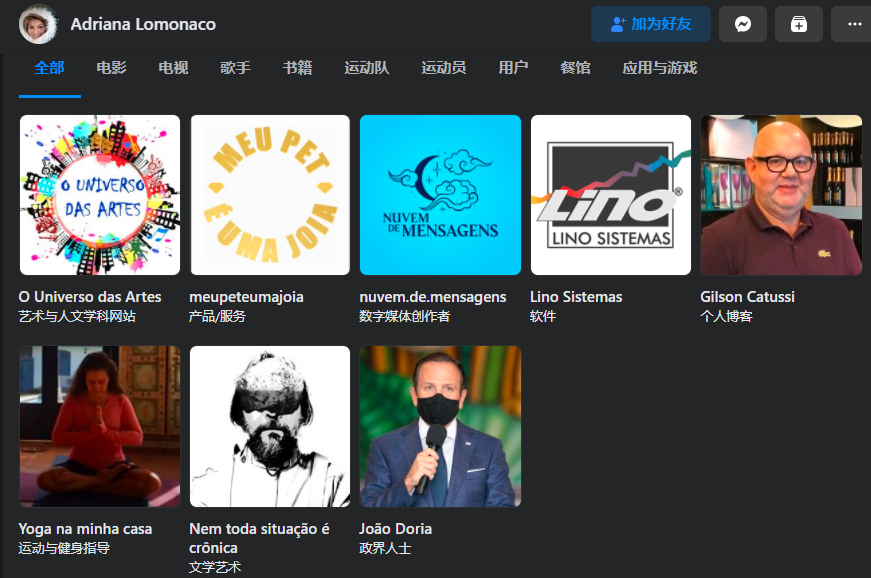 Adriana Lomonaco
加为好友
全部 电影 电视 歌手 书籍 运动队 运动员 用户 餐馆 应用与游戏
O UNIVERSO
DAS ARTES
MEU PET
É UMA JOIA
NUVEM
DE MENSAGENS
Lino®
LINO SISTEMAS
O Universo das Artes
艺术与人文学科网站
meupeteumajoia
产品/服务
nuvem.de.mensagens
数字媒体创作者
Lino Sistemas
软件
Gilson Catussi
个人博客
Yoga na minha casa
运动与健身指导
Nem toda situação é
crônica
文学艺术
João Doria
政界人士